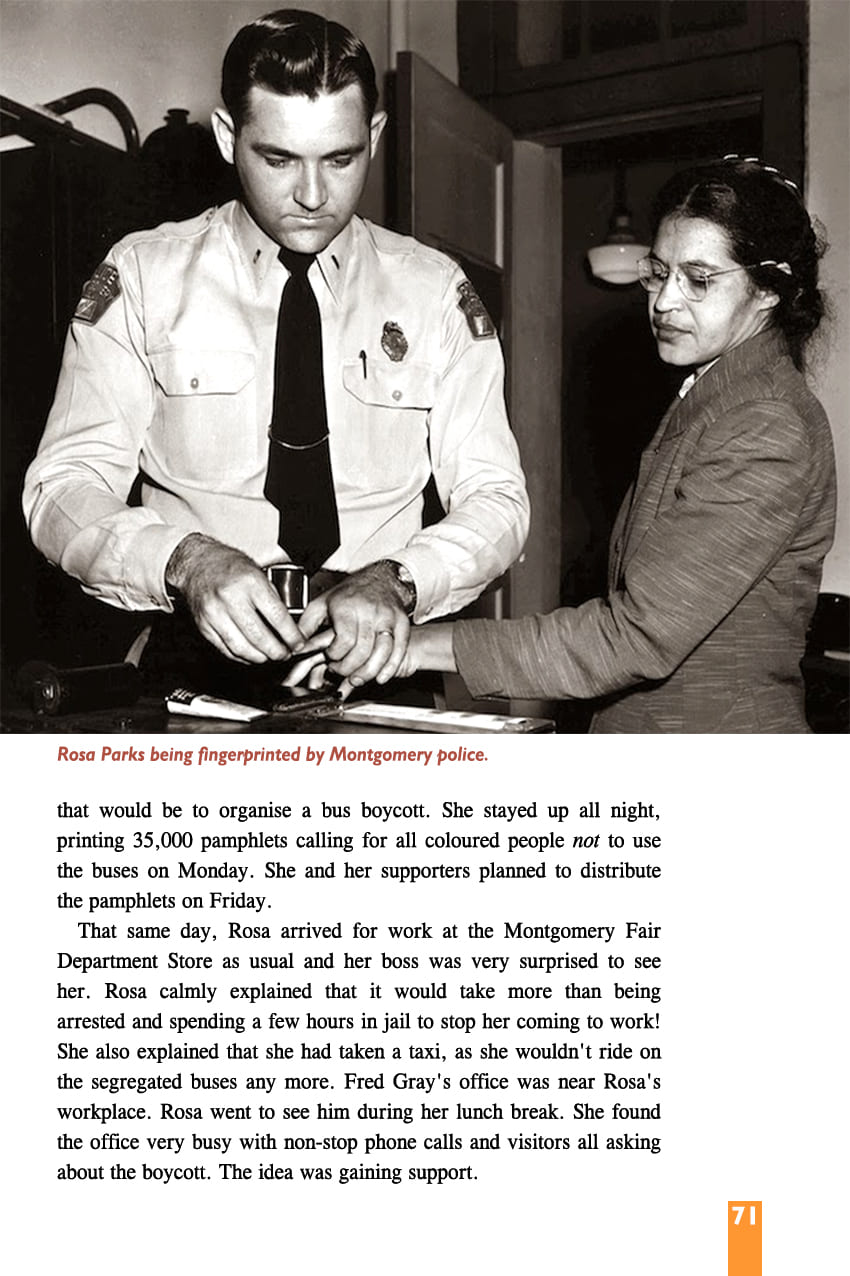 Rosa Parks being fingerprinted by Montgomery police.
that would be to organise a bus boycott. She stayed up all night,
printing 35,000 pamphlets calling for all coloured people not to use
the buses on Monday. She and her supporters planned to distribute
the pamphlets on Friday.
That same day, Rosa arrived for work at the Montgomery Fair
Department Store as usual and her boss was very surprised to see
her. Rosa calmly explained that it would take more than being
arrested and spending a few hours in jail to stop her coming to work!
She also explained that she had taken a taxi, as she wouldn't ride on
the segregated buses any more. Fred Gray's office was near Rosa's
workplace. Rosa went to see him during her lunch break. She found
the office very busy with non-stop phone calls and visitors all asking
about the boycott. The idea was gaining support.
71